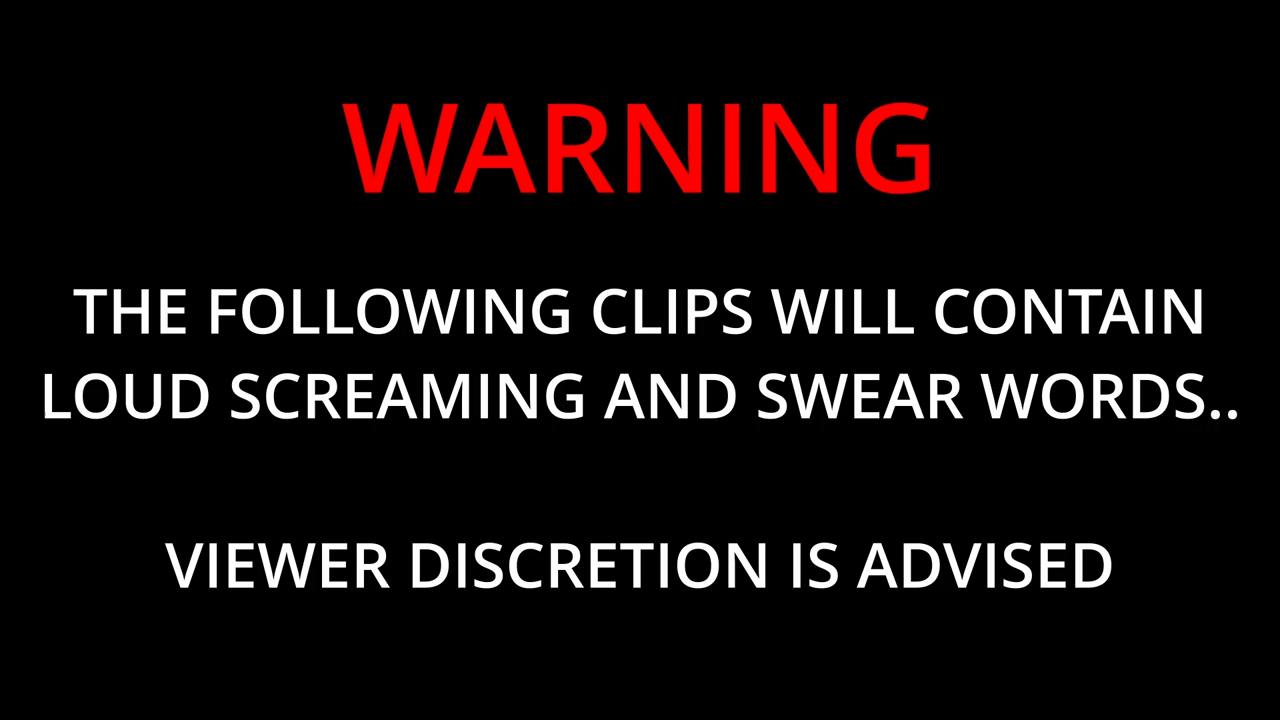 WARNING
THE FOLLOWING CLIPS WILL CONTAIN
LOUD SCREAMING AND SWEAR WORDS..
VIEWER DISCRETION IS ADVISED